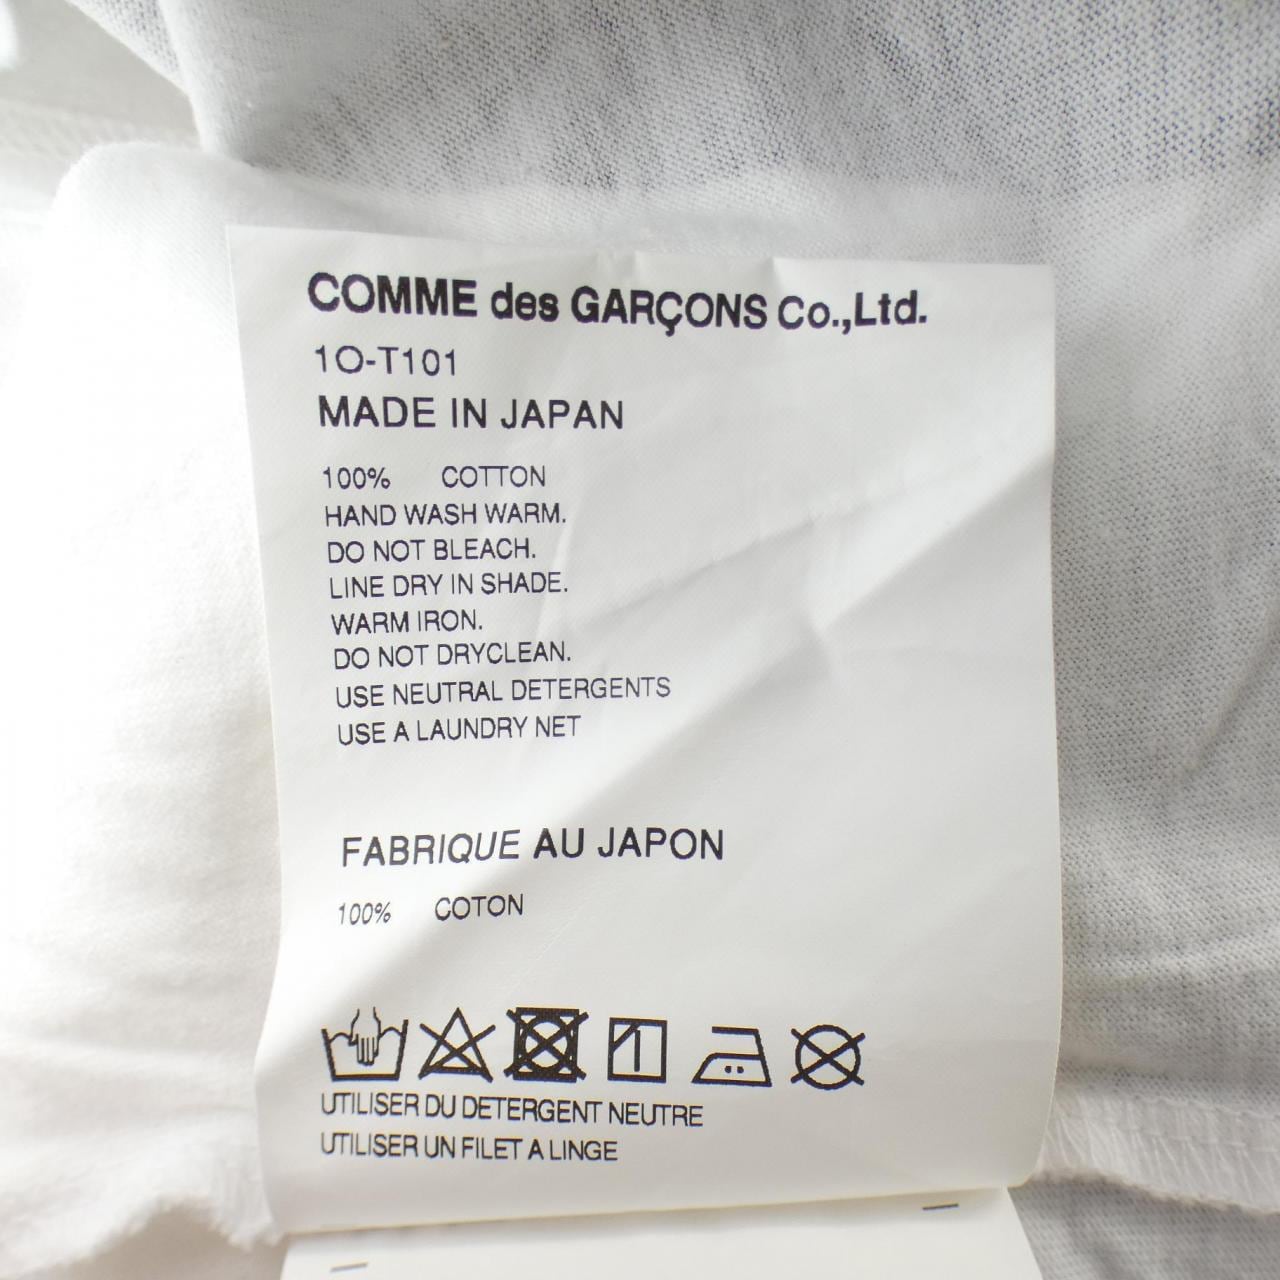 COMME des GARÇONS Co.,Ltd.
1O-T101
MADE IN JAPAN
100% COTTON
HAND WASH WARM.
DO NOT BLEACH.
LINE DRY IN SHADE.
WARM IRON.
DO NOT DRYCLEAN.
USE NEUTRAL DETERGENTS
USE A LAUNDRY NET
FABRIQUE AU JAPON
100% COTON
UTILISER DU DETERGENT NEUTRE
UTILISER UN FILET A LINGE